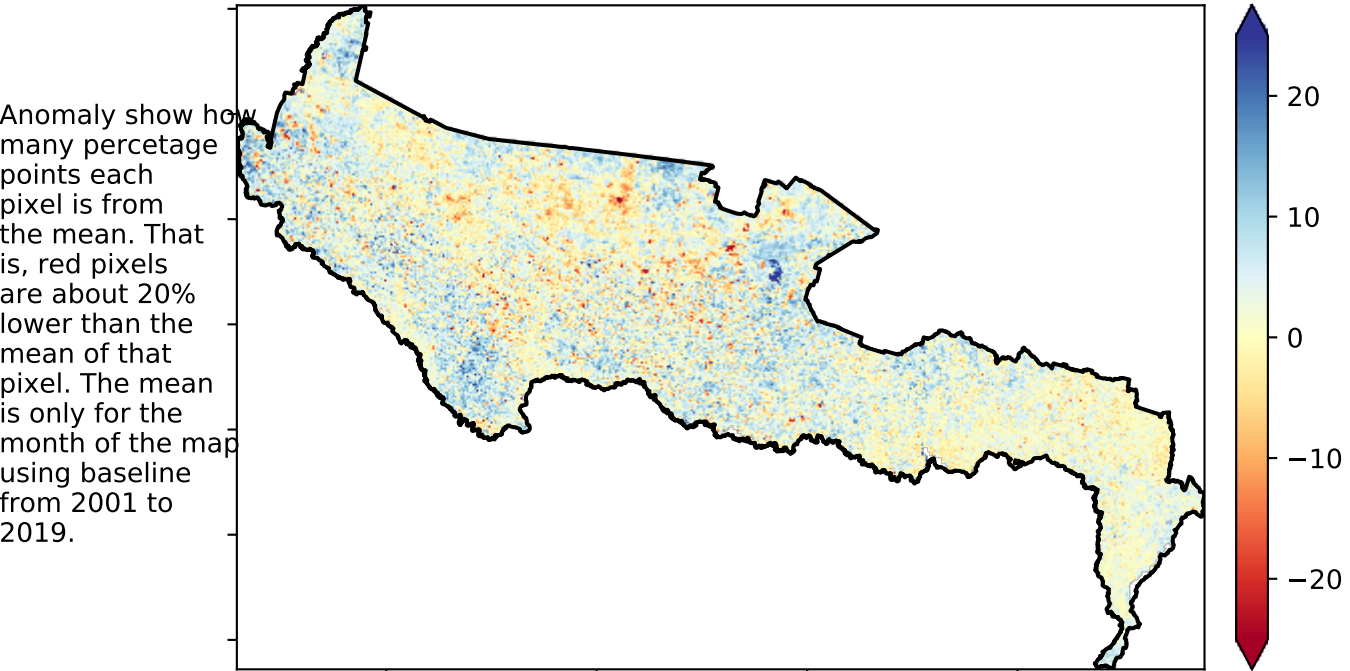 Anomaly show how
many percetage
points each
pixel is from
the mean. That
is, red pixels
are about 20%
lower than the
mean of that
pixel. The mean
is only for the
month of the map
using baseline
from 2001 to
2019.
20
10
0
−10
−20